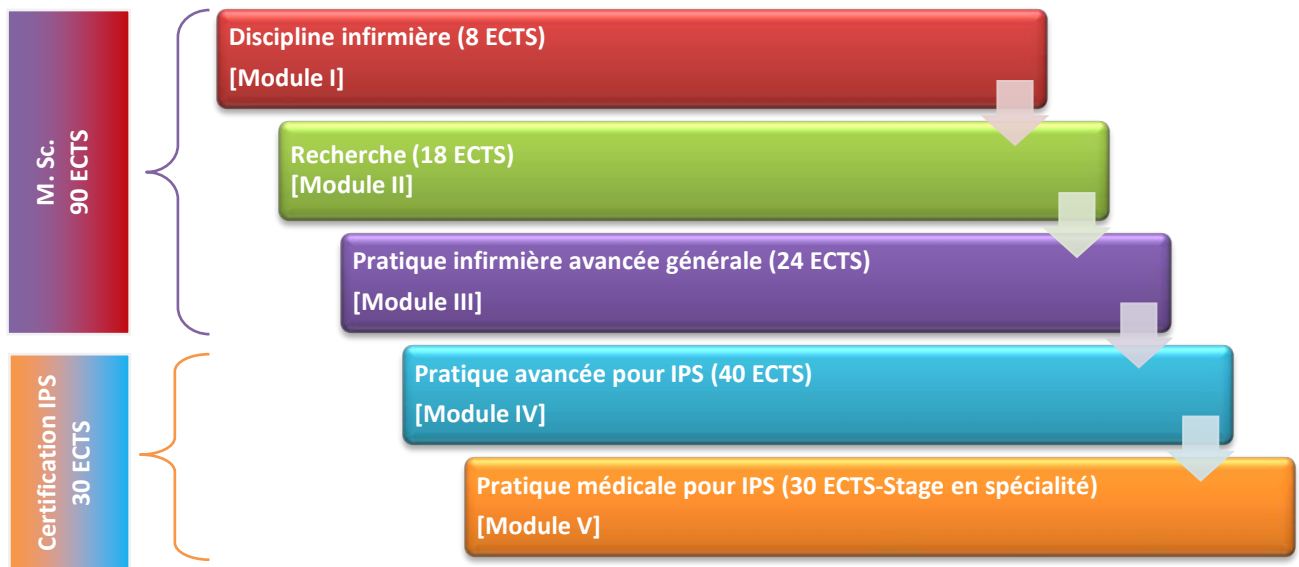 M. Sc.
90 ECTS
Discipline infirmière (8 ECTS)
[Module I]
Recherche (18 ECTS)
[Module II]
Pratique infirmière avancée générale (24 ECTS)
[Module III]
Certification IPS
30 ECTS
Pratique avancée pour IPS (40 ECTS)
[Module IV]
Pratique médicale pour IPS (30 ECTS-Stage en spécialité)
[Module V]